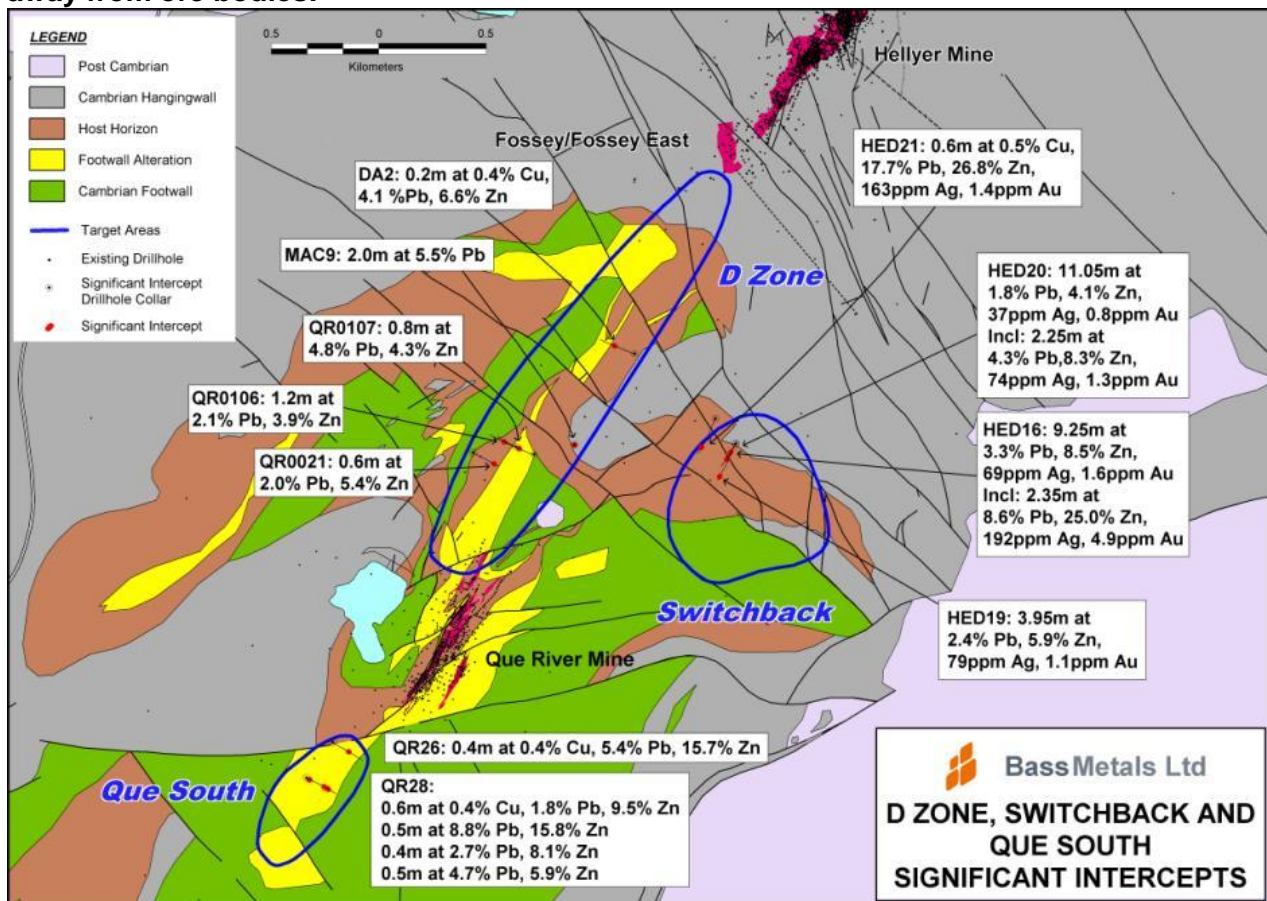 away from ore bodies.
LEGEND
Post Cambrian
Cambrian Hangingwall
Host Horizon
Footwall Alteration
Cambrian Footwall
Target Areas
Existing Drillhole
Significant Intercept
Drillhole Collar
Significant Intercept
0.5
0
0.5
Kilometers
Hellyer Mine
Fossey/Fossey East
HED21: 0.6m at 0.5% Cu,
17.7% Pb, 26.8% Zn,
163ppm Ag, 1.4ppm Au
DA2: 0.2m at 0.4% Cu,
4.1 %Pb, 6.6% Zn
MAC9: 2.0m at 5.5% Pb
D Zone
HED20: 11.05m at
1.8% Pb, 4.1% Zn,
37ppm Ag, 0.8ppm Au
Incl: 2.25m at
4.3% Pb,8.3% Zn,
74ppm Ag, 1.3ppm Au
QR0107: 0.8m at
4.8% Pb, 4.3% Zn
QR0106: 1.2m at
2.1% Pb, 3.9% Zn
QR0021: 0.6m at
2.0% Pb, 5.4% Zn
HED16: 9.25m at
3.3% Pb, 8.5% Zn,
69ppm Ag, 1.6ppm Au
Incl: 2.35m at
8.6% Pb, 25.0% Zn,
192ppm Ag, 4.9ppm Au
Switchback
HED19: 3.95m at
2.4% Pb, 5.9% Zn,
79ppm Ag, 1.1ppm Au
Que River Mine
QR26: 0.4m at 0.4% Cu, 5.4% Pb, 15.7% Zn
Que South
QR28:
0.6m at 0.4% Cu, 1.8% Pb, 9.5% Zn
0.5m at 8.8% Pb, 15.8% Zn
0.4m at 2.7% Pb, 8.1% Zn
0.5m at 4.7% Pb, 5.9% Zn
BassMetals Ltd
D ZONE, SWITCHBACK AND
QUE SOUTH
SIGNIFICANT INTERCEPTS